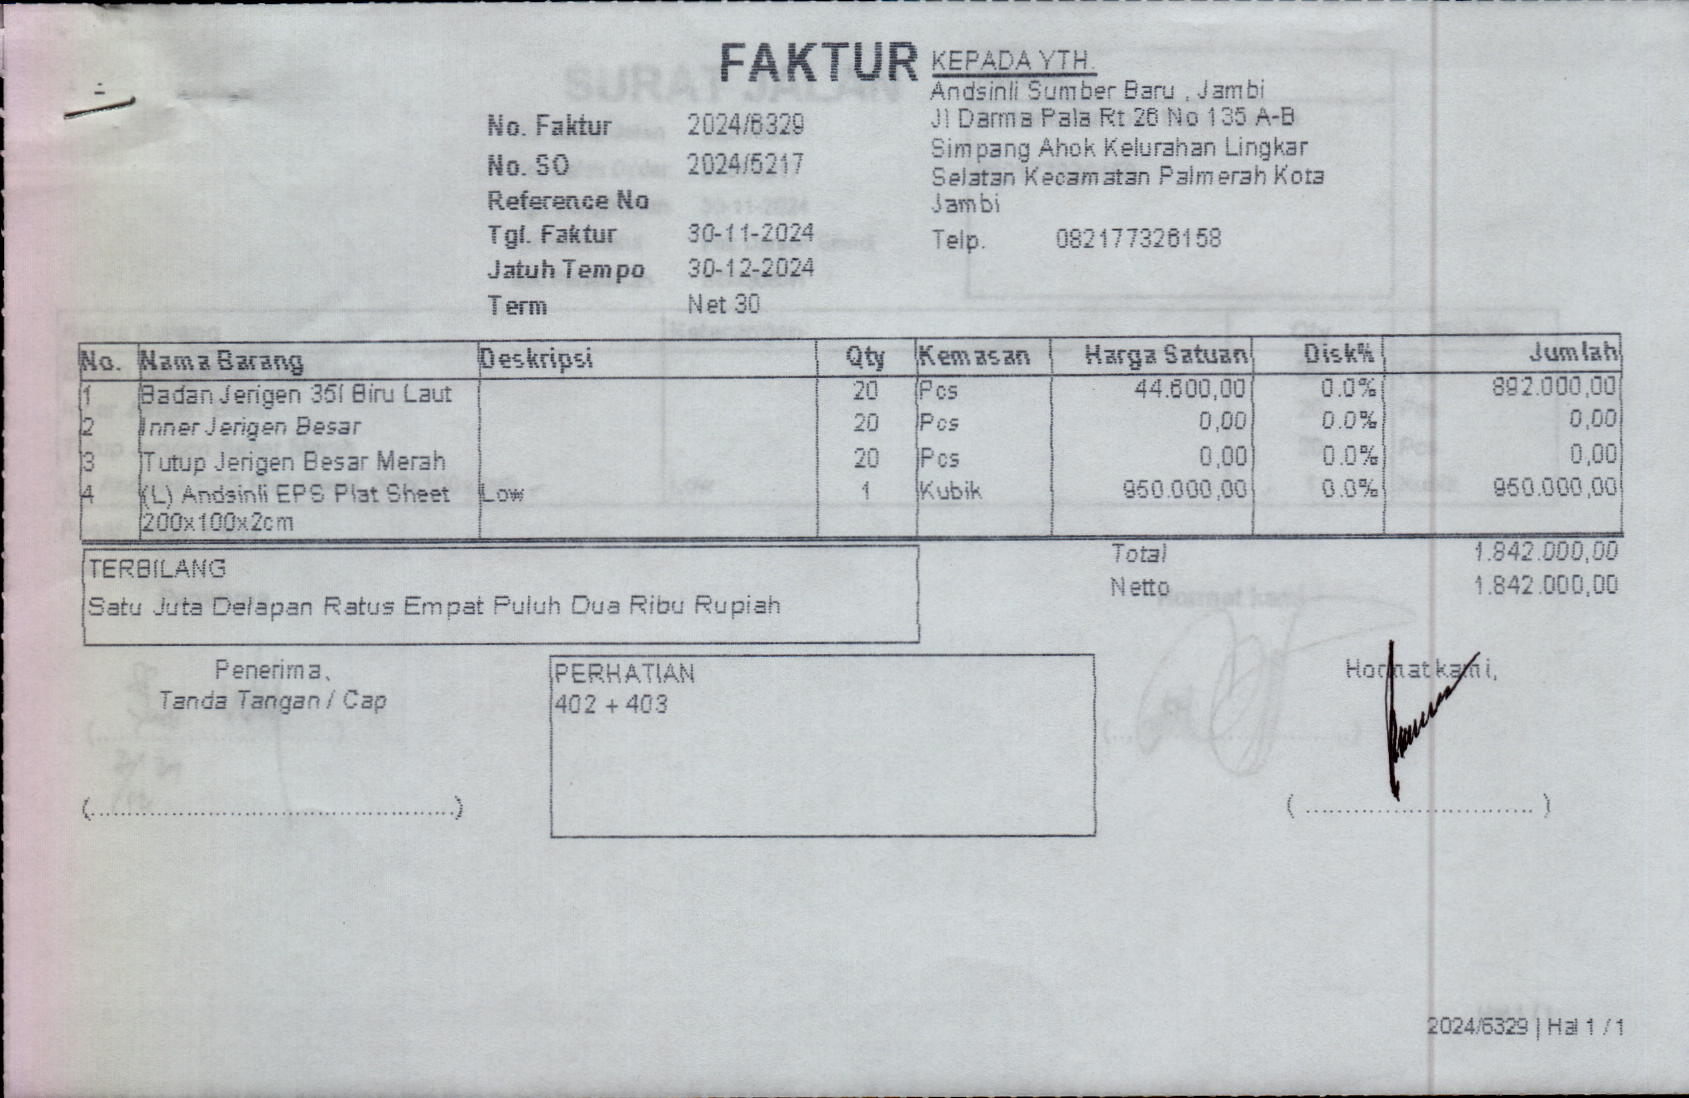 FAKTUR
KEPADA YTH.
Andsinli Sumber Baru , Jambi
Jl Darma Pala Rt 26 No 135 A-B
Simpang Ahok Kelurahan Lingkar
Selatan Kecamatan Palmerah Kota
Jambi
Telp. 082177326158
No. Faktur 2024/6329
No. SO 2024/5217
Reference No
Tgl. Faktur 30-11-2024
Jatuh Tempo 30-12-2024
Term Net 30
No. Nama Barang Deskripsi Qty Kemasan Harga Satuan Disk% Jumlah
1 Badan Jerigen 35l Biru Laut 20 Pcs 44.600,00 0.0% 892.000,00
2 Inner Jerigen Besar 20 Pcs 0,00 0.0% 0,00
3 Tutup Jerigen Besar Merah 20 Pcs 0,00 0.0% 0,00
4 (L) Andsinli EPS Plat Sheet Low 1 Kubik 950.000,00 0.0% 950.000,00
200x100x2cm
Total 1.842.000,00
Netto 1.842.000,00
TERBILANG
Satu Juta Delapan Ratus Empat Puluh Dua Ribu Rupiah
Penerima,
Tanda Tangan / Cap
(...............................................)
PERHATIAN
402 + 403
Hormat kami,
( .............................. )
2024/6329 | Hal 1 / 1